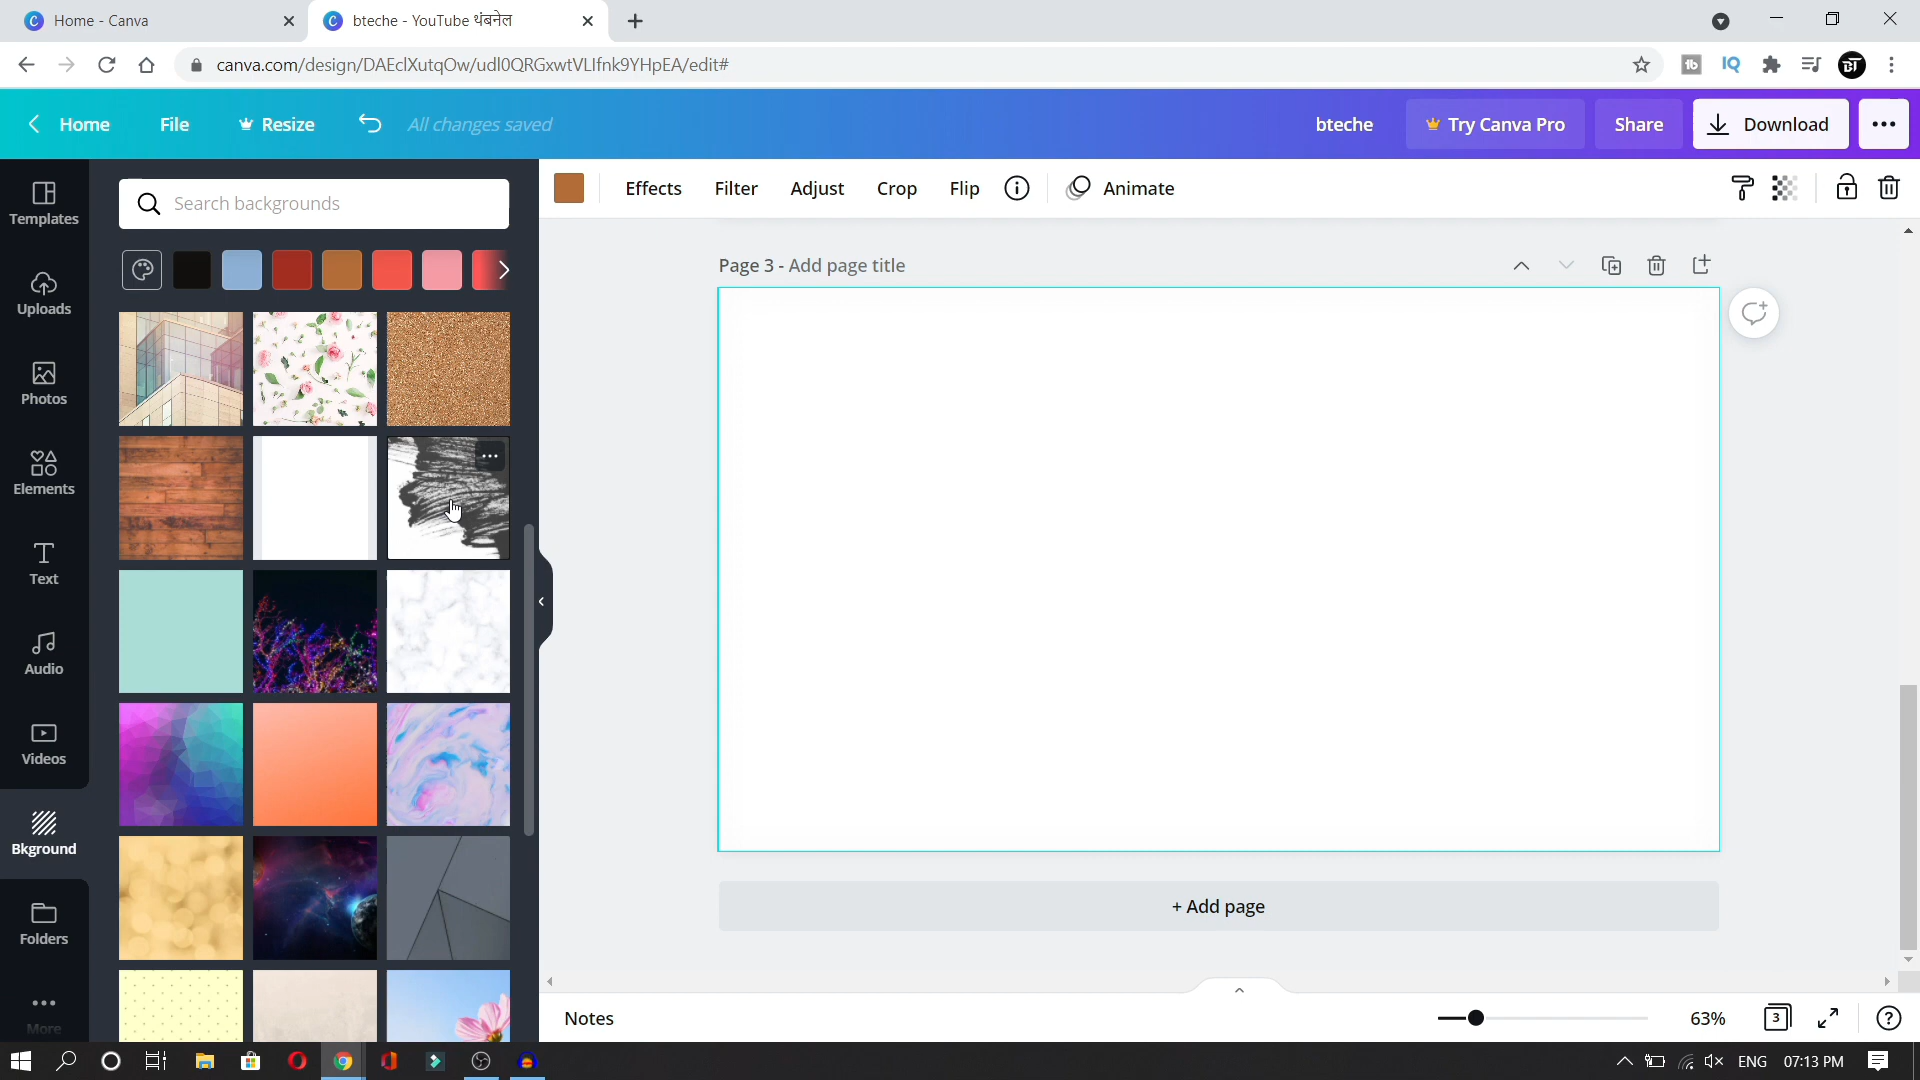 Home - Canva
bteche - YouTube थंबनेल
canva.com/design/DAEclXutqOw/udl0QRGxwtVLlfnk9YHpEA/edit#
Home File Resize All changes saved bteche Try Canva Pro Share Download
Templates
Uploads
Photos
Elements
Text
Audio
Videos
Bkground
Folders
More
Search backgrounds
Effects Filter Adjust Crop Flip Animate
Page 3 - Add page title
+ Add page
Notes 63% 3
ENG 07:13 PM